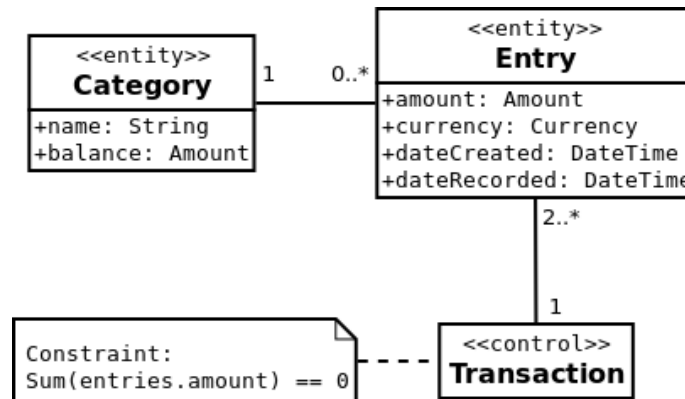 <<entity>>
Category
+name: String
+balance: Amount
1
0..*
<<entity>>
Entry
+amount: Amount
+currency: Currency
+dateCreated: DateTime
+dateRecorded: DateTime
2..*
1
<<control>>
Transaction
Constraint:
Sum(entries.amount) == 0